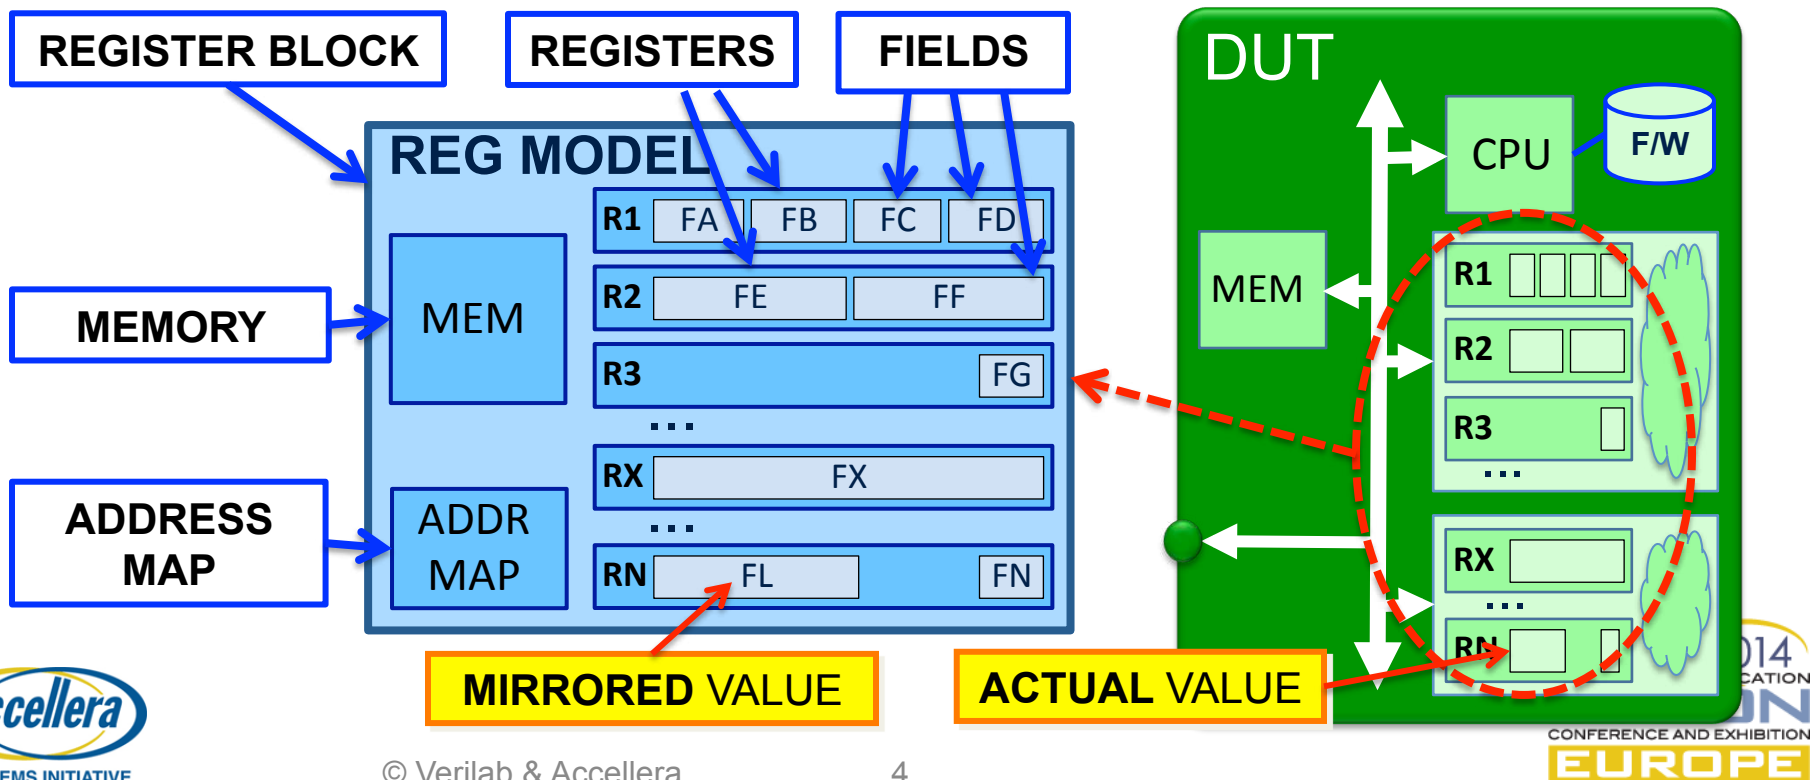 REGISTER BLOCK
REGISTERS
FIELDS
DUT
REG MODEL
CPU
F/W
R1 FA FB FC FD
R2 FE FF
R3 FG
...
RX FX
...
RN FL FN
MEM
ADDR
MAP
MEMORY
ADDRESS
MAP
MEM
R1
R2
R3
...
RX
...
RN
MIRRORED VALUE
ACTUAL VALUE
© Verilab & Accellera
4
CONFERENCE AND EXHIBITION
EUROPE